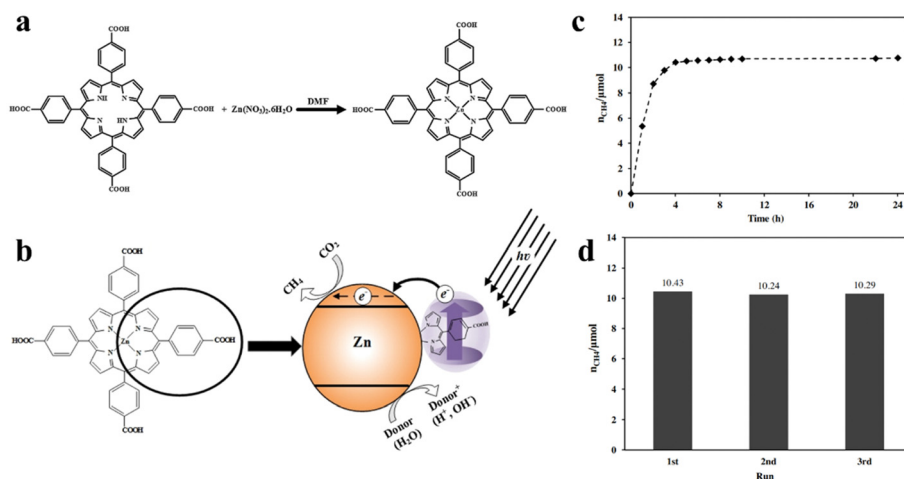 a
COOH
NH
N
N
HN
HOOC
COOH
COOH
+ Zn(NO3)2.6H2O
DMF
COOH
N
N
Zn
N
N
HOOC
COOH
COOH
b
COOH
N
N
Zn
N
N
HOOC
COOH
COOH
CH4
CO2
e-
e-
hυ
Zn
N
N
COOH
Donor
(H2O)
Donor+
(H+, OH-)
c
nCH4/µmol
14
12
10
8
6
4
2
0
0 4 8 12 16 20 24
Time (h)
d
nCH4/µmol
14
12
10
8
6
4
2
0
10.43
10.24
10.29
1st 2nd 3rd
Run